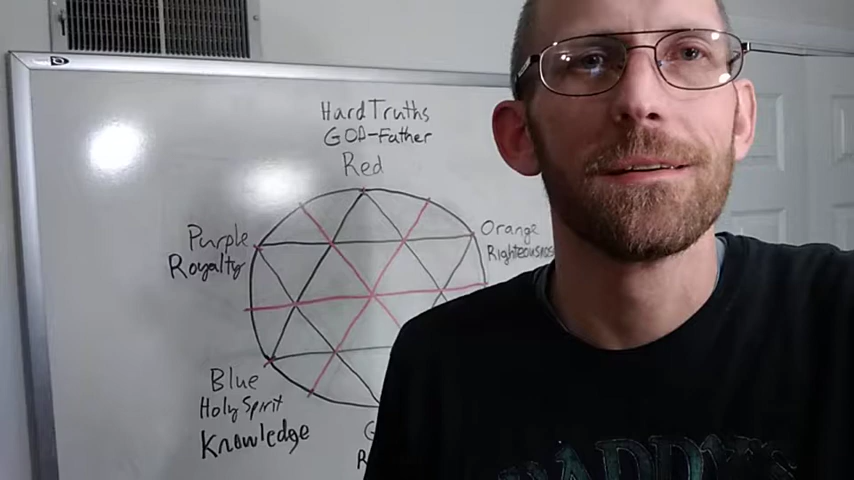 Hard Truths
GOD-Father
Red
Purple
Royalty
Orange
Righteousness
Blue
Holy Spirit
Knowledge
G
R